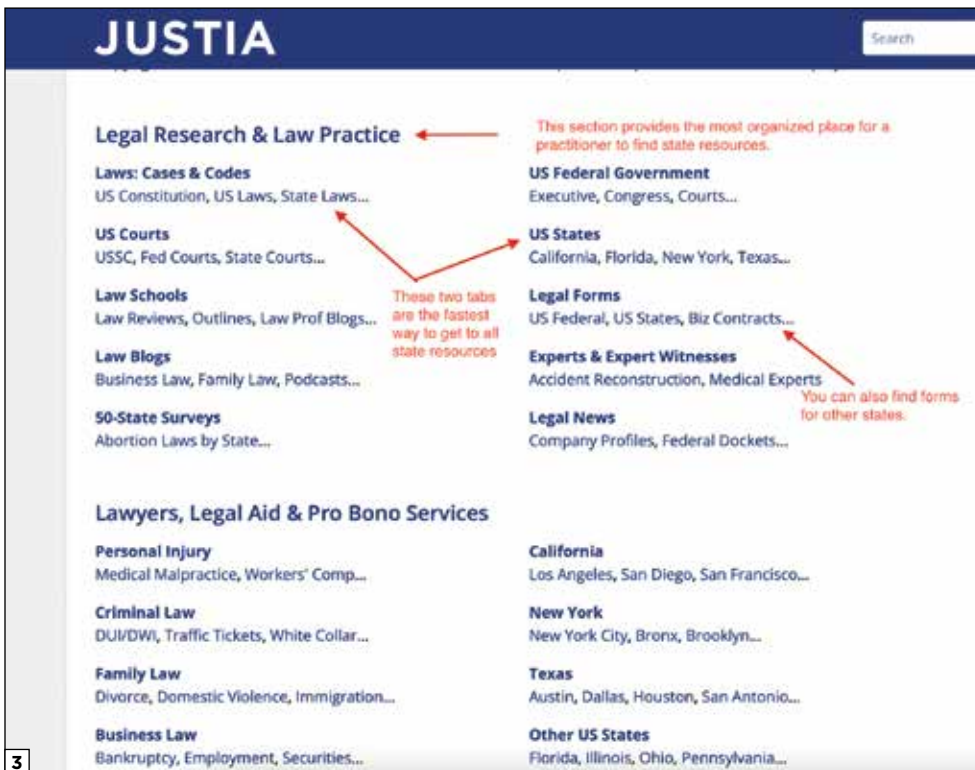 JUSTIA
Search
Legal Research & Law Practice
This section provides the most organized place for a
practitioner to find state resources.
Laws: Cases & Codes
US Constitution, US Laws, State Laws...
US Federal Government
Executive, Congress, Courts...
US Courts
USSC, Fed Courts, State Courts...
US States
California, Florida, New York, Texas...
These two tabs
are the fastest
way to get to all
state resources
Law Schools
Law Reviews, Outlines, Law Prof Blogs...
Legal Forms
US Federal, US States, Biz Contracts...
Law Blogs
Business Law, Family Law, Podcasts...
Experts & Expert Witnesses
Accident Reconstruction, Medical Experts
You can also find forms
for other states.
50-State Surveys
Abortion Laws by State...
Legal News
Company Profiles, Federal Dockets...
Lawyers, Legal Aid & Pro Bono Services
Personal Injury
Medical Malpractice, Workers' Comp...
California
Los Angeles, San Diego, San Francisco...
Criminal Law
DUI/DWI, Traffic Tickets, White Collar...
New York
New York City, Bronx, Brooklyn...
Family Law
Divorce, Domestic Violence, Immigration...
Texas
Austin, Dallas, Houston, San Antonio...
Business Law
Bankruptcy, Employment, Securities...
Other US States
Florida, Illinois, Ohio, Pennsylvania...
3